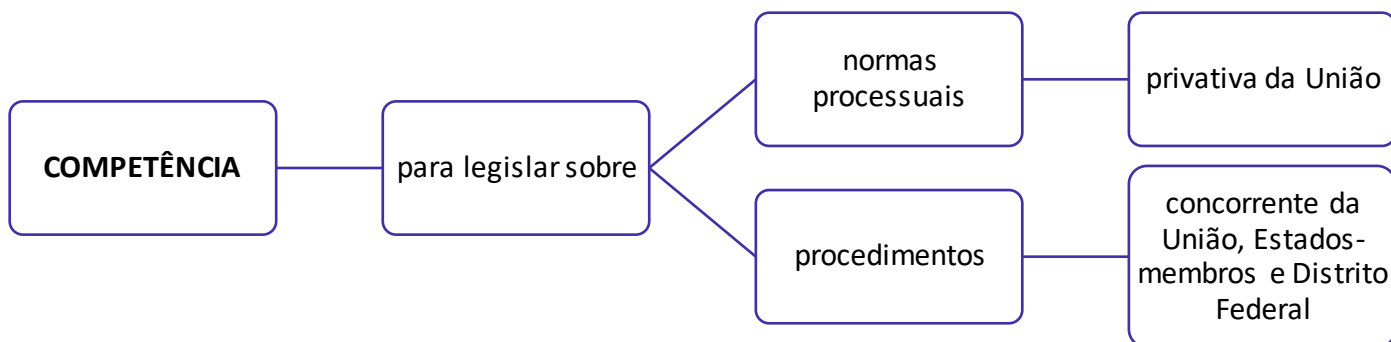 COMPETÊNCIA
para legislar sobre
normas
processuais
privativa da União
procedimentos
concorrente da
União, Estados-
membros e Distrito
Federal